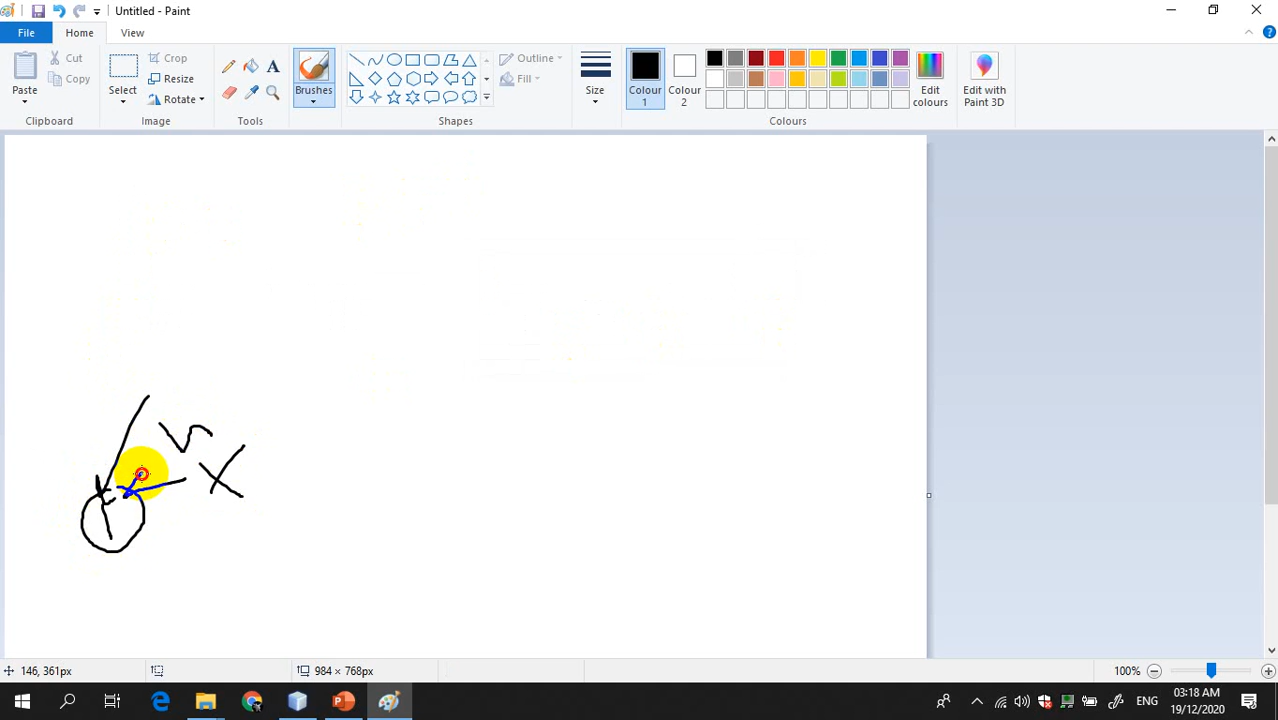 Untitled - Paint
File
Home
View
Paste
Cut
Copy
Clipboard
Select
Crop
Resize
Rotate
Image
A
Tools
Brushes
Outline
Fill
Shapes
Size
Colour 1
Colour 2
Edit colours
Colours
Edit with Paint 3D
X
146, 361px
984 × 768px
100%
ENG
03:18 AM
19/12/2020